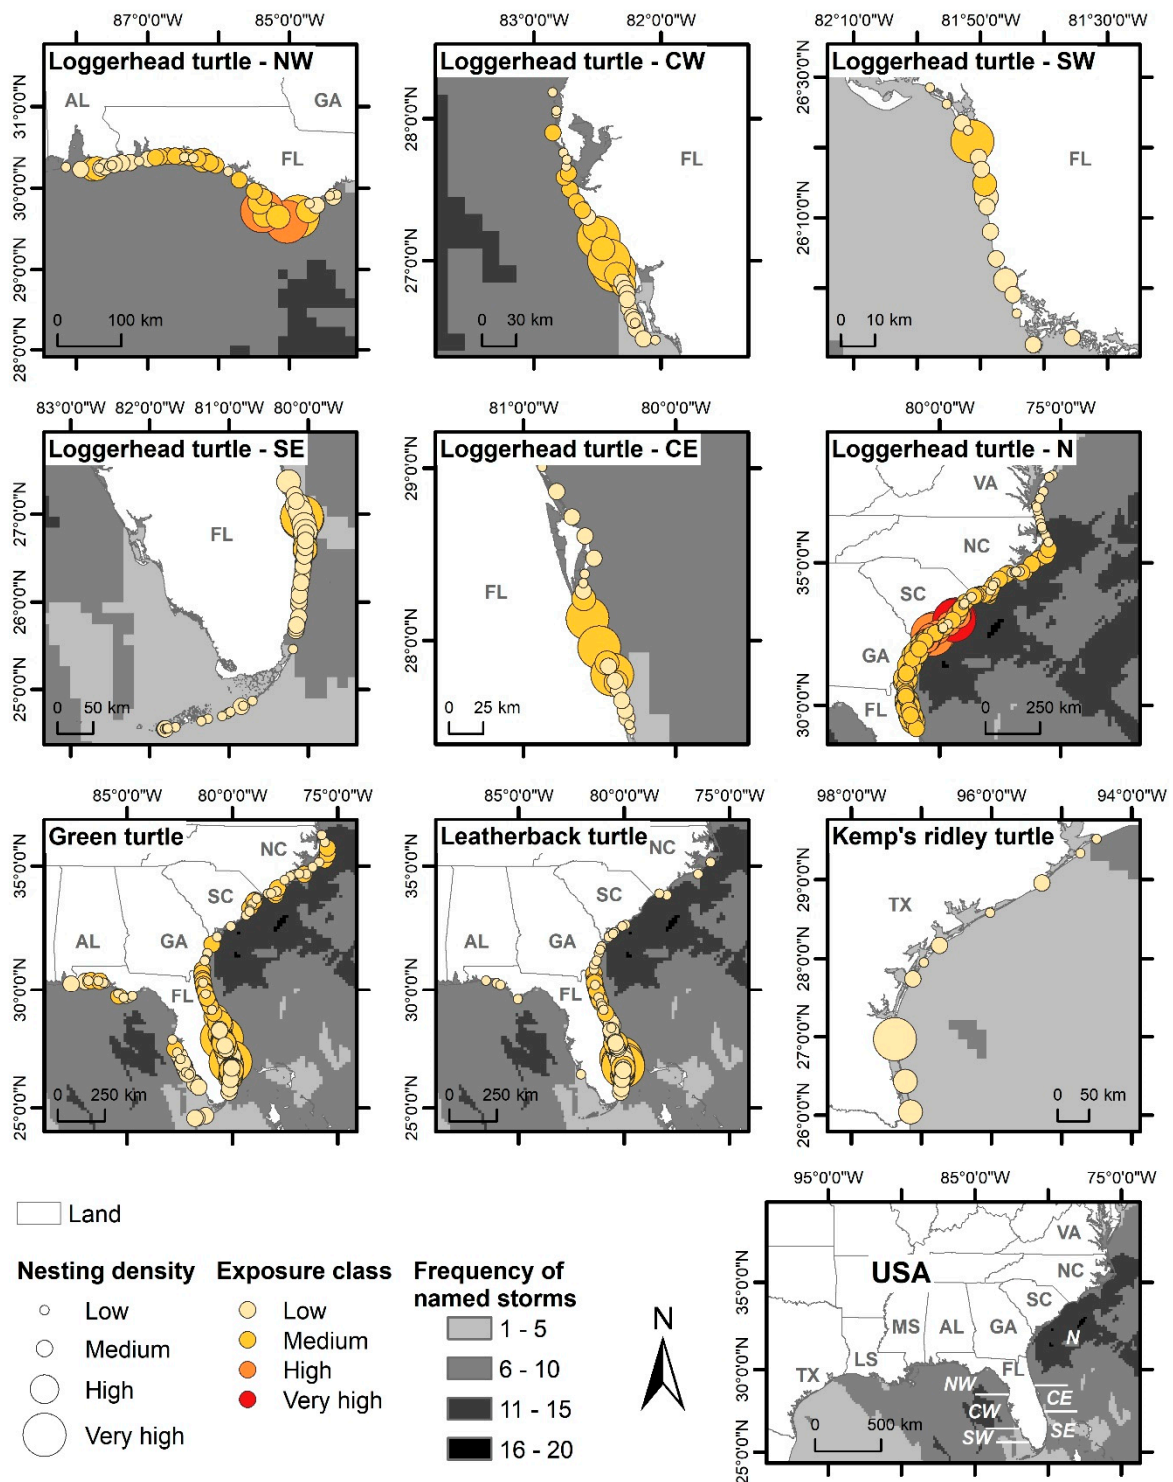 87°0'0"W 85°0'0"W
Loggerhead turtle - NW
AL
GA
FL
31°0'0"N
30°0'0"N
29°0'0"N
28°0'0"N
0 100 km
83°0'0"W 82°0'0"W
Loggerhead turtle - CW
FL
28°0'0"N
27°0'0"N
0 30 km
82°10'0"W 81°50'0"W 81°30'0"W
Loggerhead turtle - SW
FL
26°30'0"N
26°10'0"N
0 10 km
83°0'0"W 82°0'0"W 81°0'0"W 80°0'0"W
Loggerhead turtle - SE
FL
27°0'0"N
26°0'0"N
25°0'0"N
0 50 km
81°0'0"W 80°0'0"W
Loggerhead turtle - CE
FL
29°0'0"N
28°0'0"N
0 25 km
80°0'0"W 75°0'0"W
Loggerhead turtle - N
VA
NC
SC
GA
FL
35°0'0"N
30°0'0"N
0 250 km
85°0'0"W 80°0'0"W 75°0'0"W
Green turtle
NC
SC
AL
GA
FL
35°0'0"N
30°0'0"N
25°0'0"N
0 250 km
85°0'0"W 80°0'0"W 75°0'0"W
Leatherback turtle
NC
SC
AL
GA
FL
35°0'0"N
30°0'0"N
25°0'0"N
0 250 km
98°0'0"W 96°0'0"W 94°0'0"W
Kemp's ridley turtle
TX
29°0'0"N
28°0'0"N
27°0'0"N
26°0'0"N
0 50 km
Land
Nesting density
Low
Medium
High
Very high
Exposure class
Low
Medium
High
Very high
Frequency of
named storms
1 - 5
6 - 10
11 - 15
16 - 20
N
95°0'0"W 85°0'0"W 75°0'0"W
USA
VA
NC
SC
MS AL GA
LS
TX
FL
N
NW
CW
SW
CE
SE
35°0'0"N
30°0'0"N
25°0'0"N
0 500 km